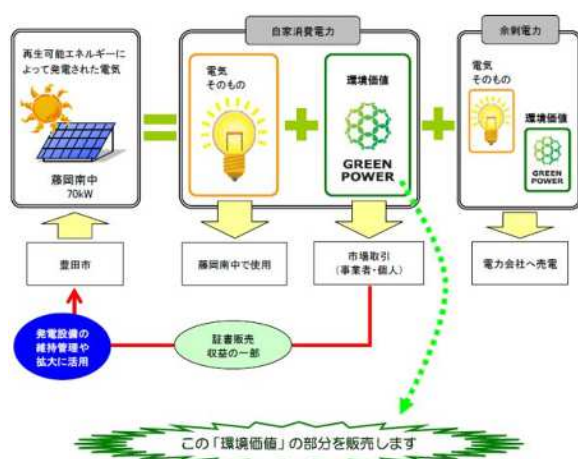 再生可能エネルギーに
よって発電された電気
藤岡南中
70kW
自家消費電力
電気
そのもの
環境価値
GREEN
POWER
余剰電力
電気
そのもの
環境価値
GREEN
POWER
豊田市
藤岡南中で使用
市場取引
(事業者・個人)
電力会社へ売電
発電設備の
維持管理や
拡大に活用
証書販売
収益の一部
この「環境価値」の部分を販売します